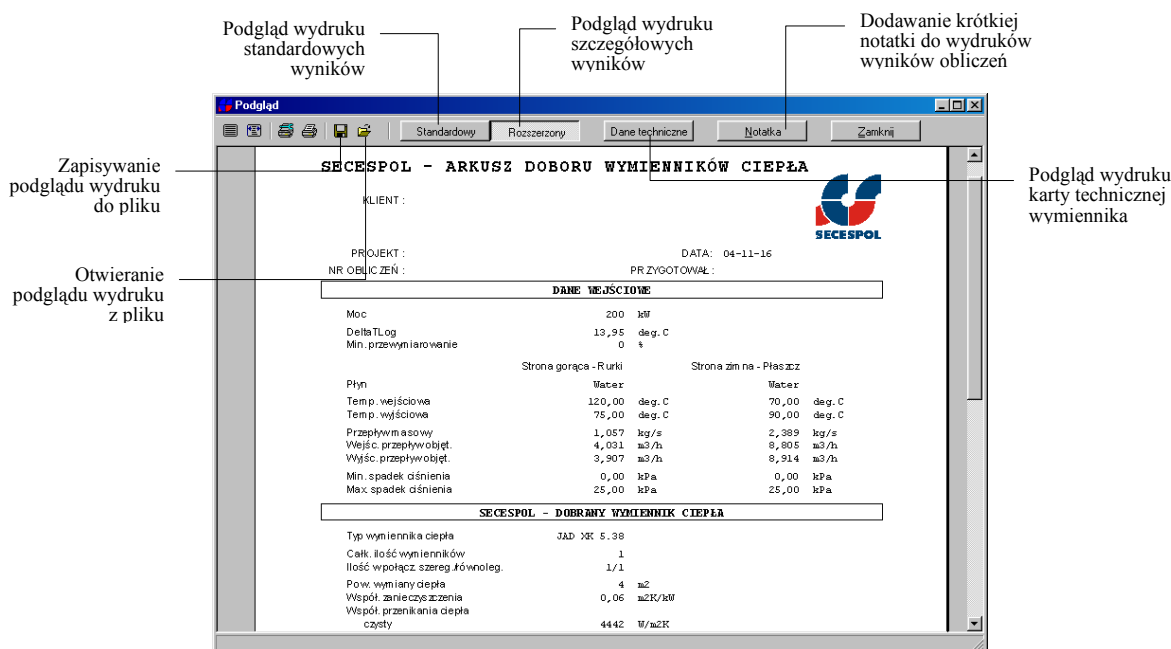 Podgląd wydruku
standardowych
wyników
Podgląd wydruku
szczegółowych
wyników
Dodawanie krótkiej
notatki do wydruków
wyników obliczeń
Podgląd
Standardowy Rozszerzony Dane techniczne Notatka Zamknij
Zapisywanie
podglądu wydruku
do pliku
Otwieranie
podglądu wydruku
z pliku
Podgląd wydruku
karty technicznej
wymiennika
SECESPOL - ARKUSZ DOBORU WYMIENNIKÓW CIEPŁA
KLIENT :
SECESPOL
PROJEKT : DATA: 04-11-16
NR OBLICZEŃ : PRZYGOTOWAŁ :
DANE WEJŚCIOWE
Moc 200 kW
DeltaTLog 13,95 deg.C
Min.przewymiarowanie 0 %
Strona gorąca - Rurki Strona zimna - Płaszcz
Płyn Water Water
Temp. wejściowa 120,00 deg.C 70,00 deg.C
Temp. wyjściowa 75,00 deg.C 90,00 deg.C
Przepływ masowy 1,057 kg/s 2,389 kg/s
Wejśc. przepływ objęt. 4,031 m3/h 8,805 m3/h
Wyjśc. przepływ objęt. 3,907 m3/h 8,914 m3/h
Min. spadek ciśnienia 0,00 kPa 0,00 kPa
Max. spadek ciśnienia 25,00 kPa 25,00 kPa
SECESPOL - DOBRANY WYMIENNIK CIEPŁA
Typ wymiennika ciepła JAD XK 5.38
Całk. ilość wymienników 1
Ilość w połącz. szereg./równoleg. 1/1
Pow. wymiany ciepła 4 m2
Współ. zanieczyszczenia 0,06 m2K/kW
Współ. przenikania ciepła
czysty 4442 W/m2K